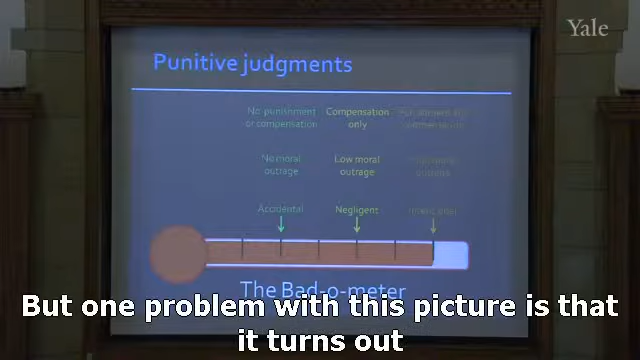 Yale
Punitive judgments
No punishment
or compensation
Compensation
only
No moral
outrage
Low moral
outrage
Accidental
Negligent
The Bad-o-meter
But one problem with this picture is that
it turns out